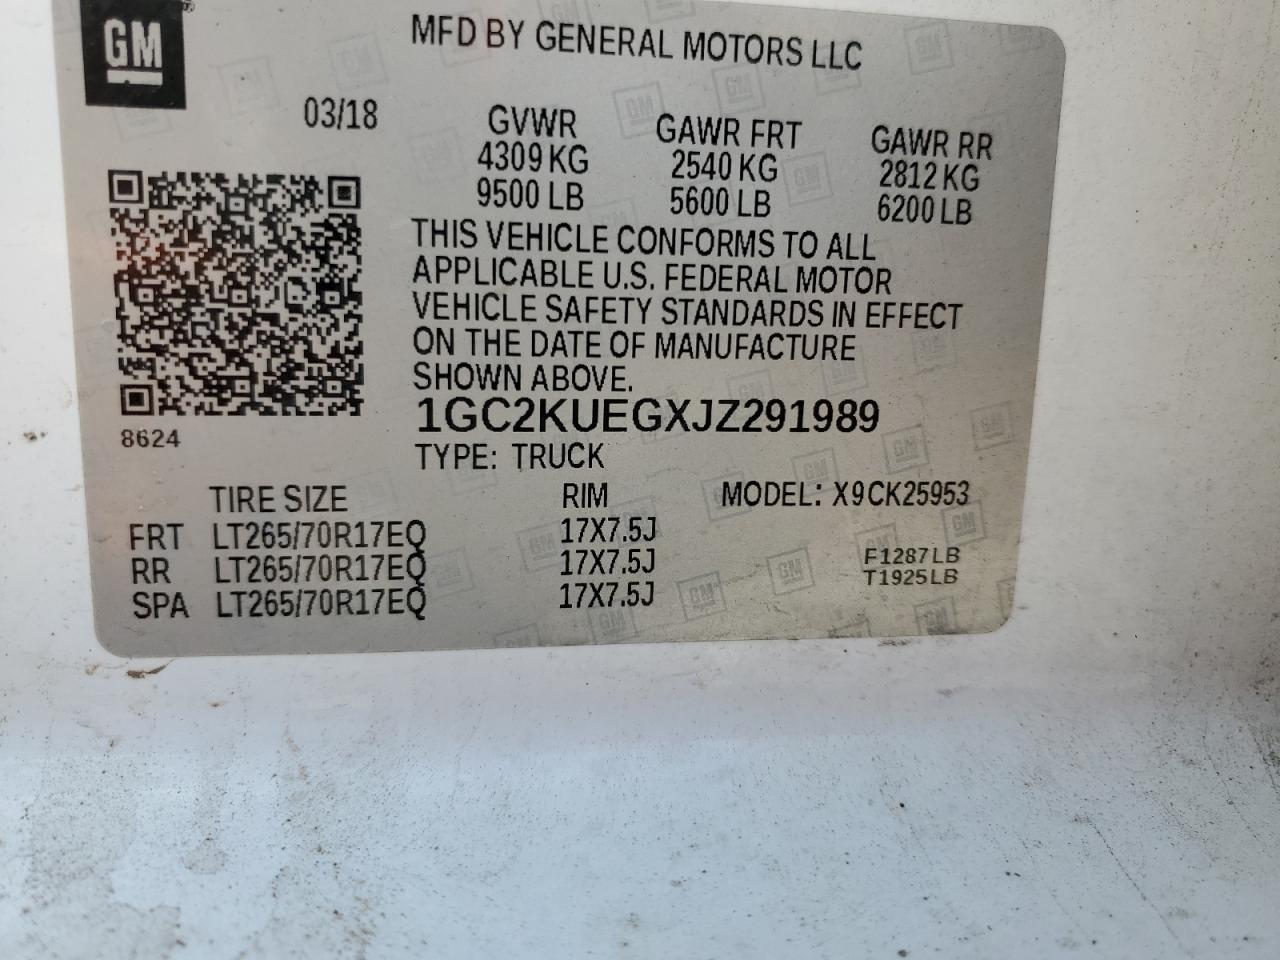 GM
MFD BY GENERAL MOTORS LLC
03/18 GVWR GAWR FRT GAWR RR
4309 KG 2540 KG 2812 KG
9500 LB 5600 LB 6200 LB
THIS VEHICLE CONFORMS TO ALL
APPLICABLE U.S. FEDERAL MOTOR
VEHICLE SAFETY STANDARDS IN EFFECT
ON THE DATE OF MANUFACTURE
SHOWN ABOVE.
8624
1GC2KUEGXJZ291989
TYPE: TRUCK
TIRE SIZE RIM MODEL: X9CK25953
FRT LT265/70R17EQ 17X7.5J
RR LT265/70R17EQ 17X7.5J F1287LB
SPA LT265/70R17EQ 17X7.5J T1925LB